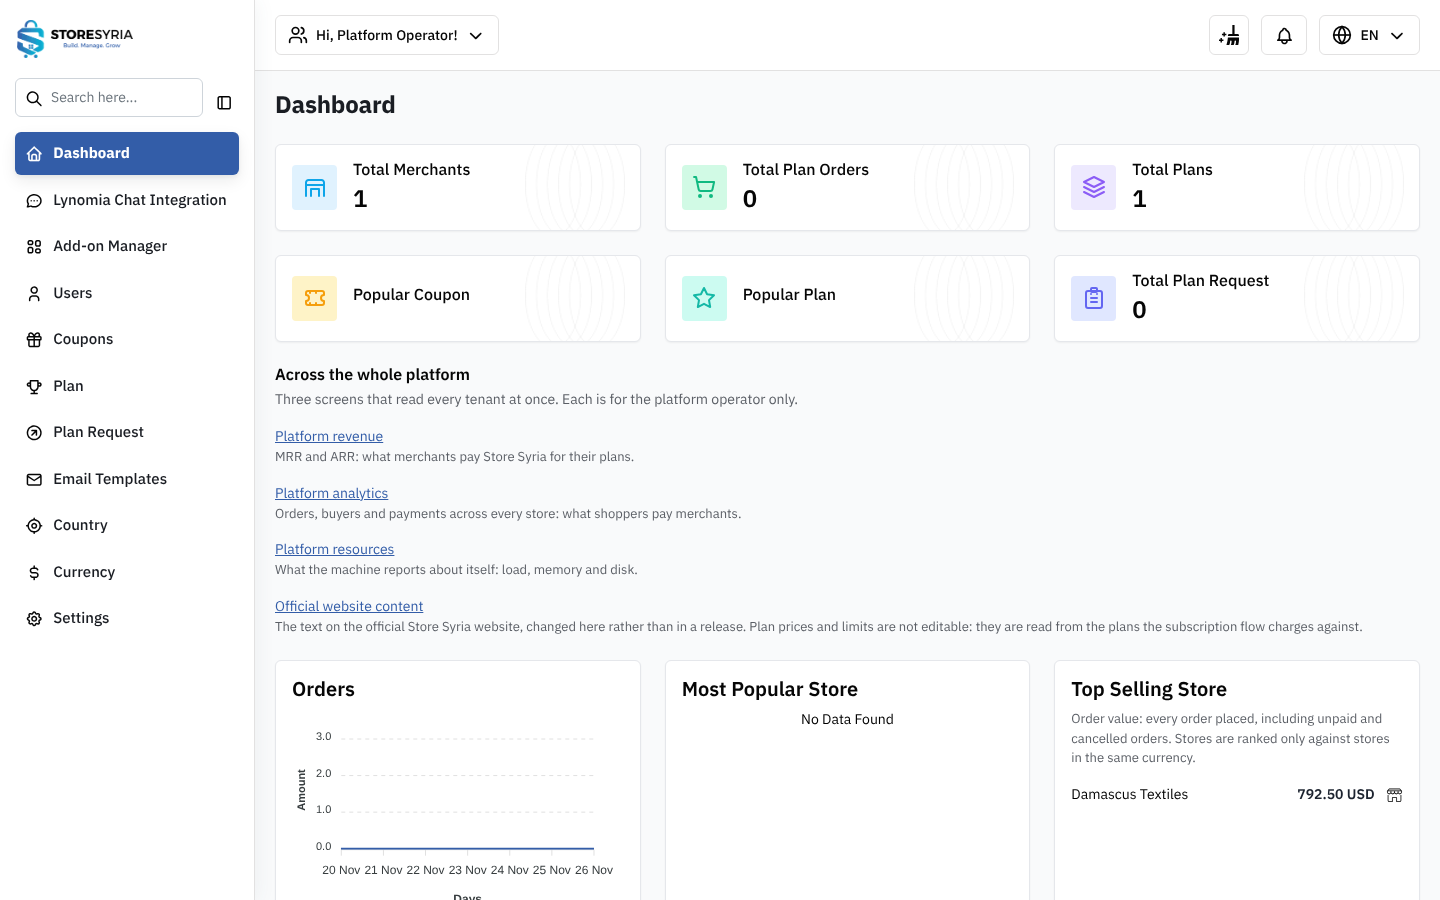 STORESYRIA
Build. Manage. Grow
Search here...
Dashboard
Lynomia Chat Integration
Add-on Manager
Users
Coupons
Plan
Plan Request
Email Templates
Country
Currency
Settings
Hi, Platform Operator!
EN
Dashboard
Total Merchants
1
Total Plan Orders
0
Total Plans
1
Popular Coupon
Popular Plan
Total Plan Request
0
Across the whole platform
Three screens that read every tenant at once. Each is for the platform operator only.
Platform revenue
MRR and ARR: what merchants pay Store Syria for their plans.
Platform analytics
Orders, buyers and payments across every store: what shoppers pay merchants.
Platform resources
What the machine reports about itself: load, memory and disk.
Official website content
The text on the official Store Syria website, changed here rather than in a release. Plan prices and limits are not editable: they are read from the plans the subscription flow charges against.
Orders
Amount
3.0
2.0
1.0
0.0
20 Nov 21 Nov 22 Nov 23 Nov 24 Nov 25 Nov 26 Nov
Days
Most Popular Store
No Data Found
Top Selling Store
Order value: every order placed, including unpaid and
cancelled orders. Stores are ranked only against stores
in the same currency.
Damascus Textiles 792.50 USD